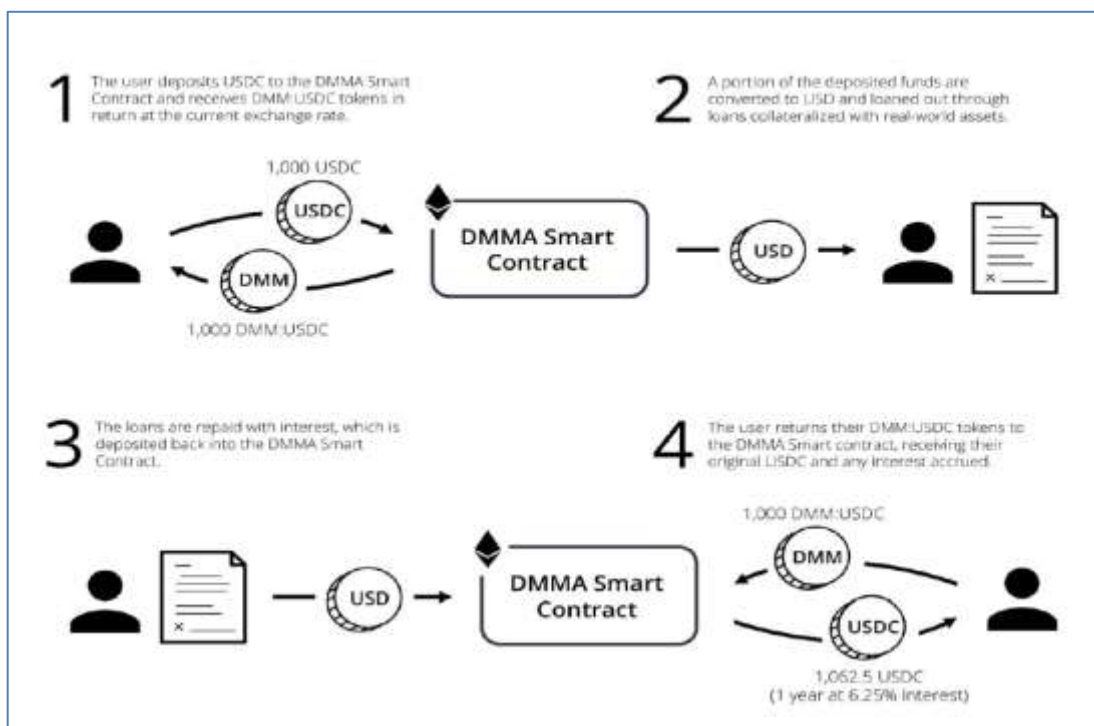 1
The user deposits USDC to the DMMA Smart
Contract and receives DMM:USDC tokens in
return at the current exchange rate.
2
A portion of the deposited funds are
converted to USD and loaned out through
loans collateralized with real-world assets.
1,000 USDC
USDC
DMM
1,000 DMM:USDC
DMMA Smart
Contract
USD
×
3
The loans are repaid with interest, which is
deposited back into the DMMA Smart
Contract.
4
The user returns their DMM:USDC tokens to
the DMMA Smart contract, receiving their
original USDC and any interest accrued.
×
USD
DMMA Smart
Contract
1,000 DMM:USDC
DMM
USDC
1,062.5 USDC
(1 year at 6.25% interest)